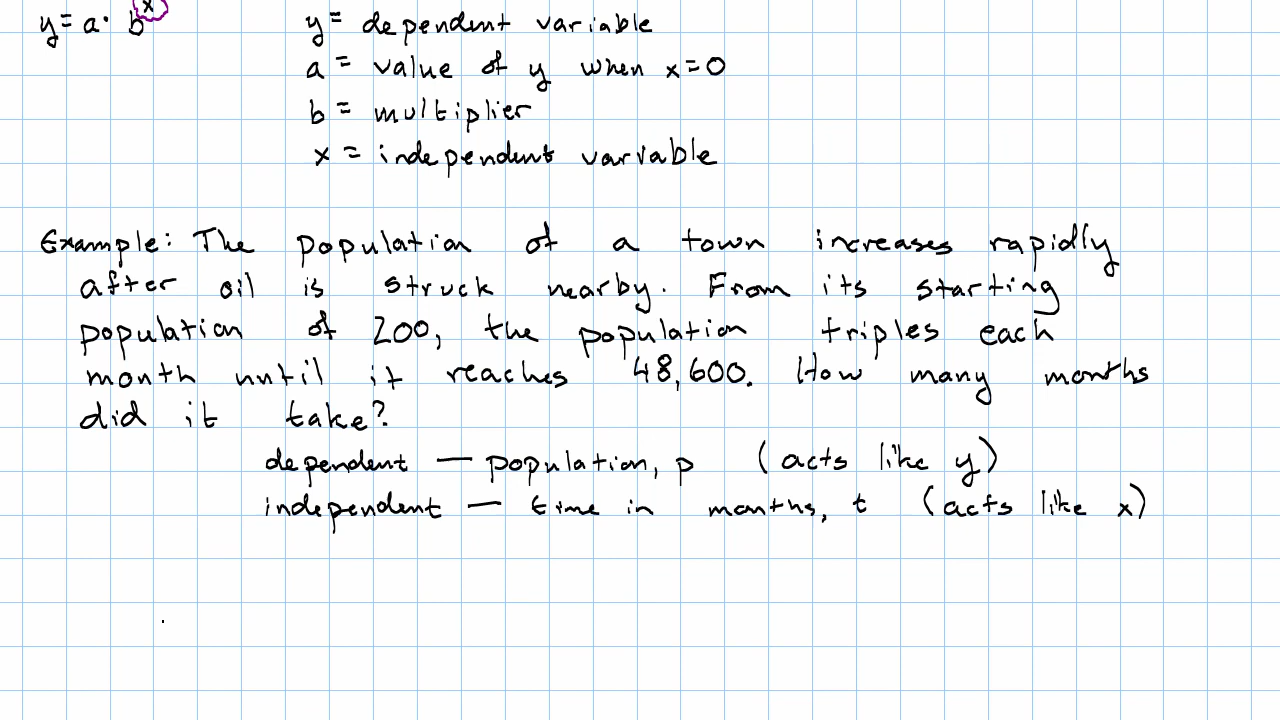 y = a · b^x y = dependent variable
a = value of y when x = 0
b = multiplier
x = independent varvable
Example: The population of a town increases rapidly
after oil is struck nearby. From its starting
population of 200, the population triples each
month until it reaches 48,600. How many months
did it take?
dependent — population, p (acts like y)
independent — time in months, t (acts like x)